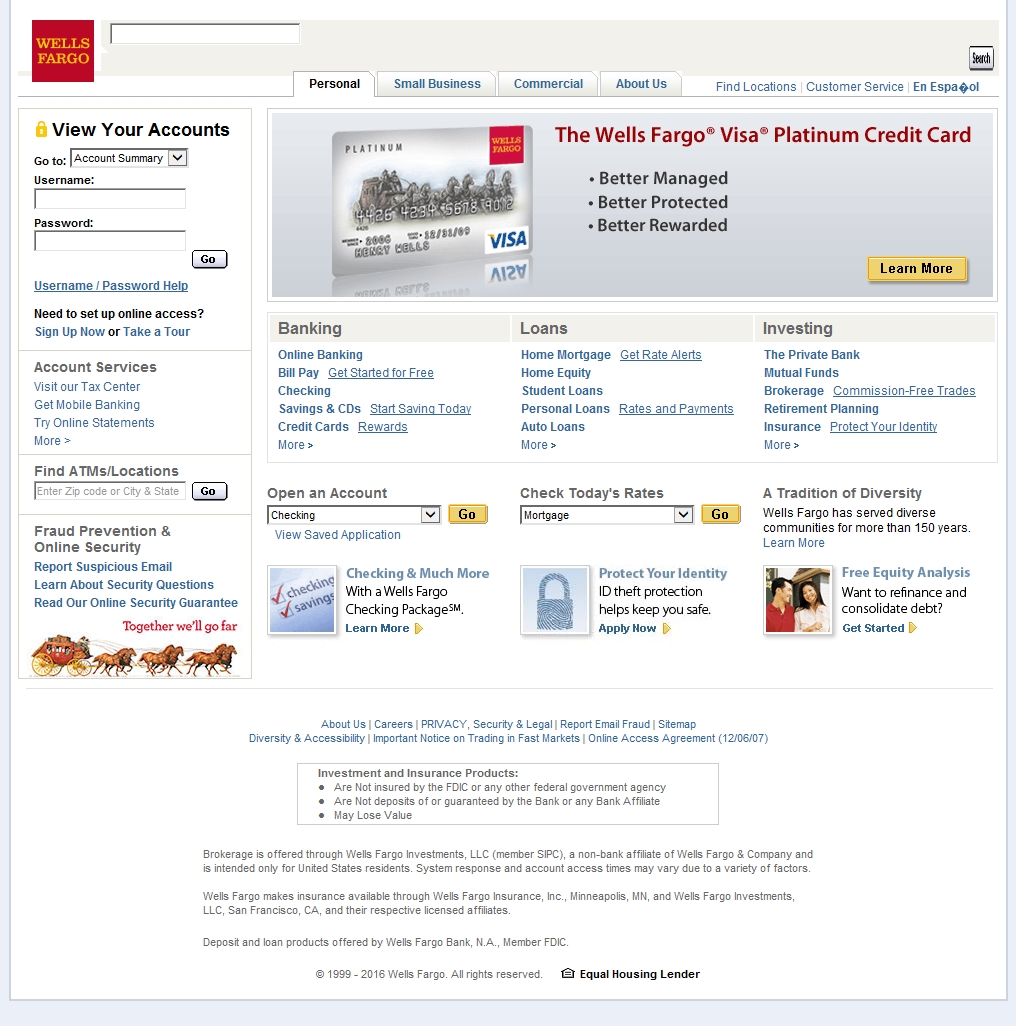 WELLS
FARGO
Search
Personal
Small Business
Commercial
About Us
Find Locations | Customer Service | En Espa�ol
View Your Accounts
Go to: Account Summary
Username:
Password:
Go
Username / Password Help
Need to set up online access?
Sign Up Now or Take a Tour
Account Services
Visit our Tax Center
Get Mobile Banking
Try Online Statements
More >
Find ATMs/Locations
Enter Zip code or City & State Go
Fraud Prevention &
Online Security
Report Suspicious Email
Learn About Security Questions
Read Our Online Security Guarantee
Together we'll go far
PLATINUM
WELLS
FARGO
4426 4234 5678 9012
4426
MEMBER SINCE 2006 12/31/09
HENRY WELLS
VISA
The Wells Fargo® Visa® Platinum Credit Card
• Better Managed
• Better Protected
• Better Rewarded
Learn More
Banking
Online Banking
Bill Pay Get Started for Free
Checking
Savings & CDs Start Saving Today
Credit Cards Rewards
More >
Loans
Home Mortgage Get Rate Alerts
Home Equity
Student Loans
Personal Loans Rates and Payments
Auto Loans
More >
Investing
The Private Bank
Mutual Funds
Brokerage Commission-Free Trades
Retirement Planning
Insurance Protect Your Identity
More >
Open an Account
Checking Go
View Saved Application
Check Today's Rates
Mortgage Go
A Tradition of Diversity
Wells Fargo has served diverse
communities for more than 150 years.
Learn More
checking
savings
Checking & Much More
With a Wells Fargo
Checking Package℠.
Learn More
Protect Your Identity
ID theft protection
helps keep you safe.
Apply Now
Free Equity Analysis
Want to refinance and
consolidate debt?
Get Started
About Us | Careers | PRIVACY, Security & Legal | Report Email Fraud | Sitemap
Diversity & Accessibility | Important Notice on Trading in Fast Markets | Online Access Agreement (12/06/07)
Investment and Insurance Products:
● Are Not insured by the FDIC or any other federal government agency
● Are Not deposits of or guaranteed by the Bank or any Bank Affiliate
● May Lose Value
Brokerage is offered through Wells Fargo Investments, LLC (member SIPC), a non-bank affiliate of Wells Fargo & Company and
is intended only for United States residents. System response and account access times may vary due to a variety of factors.
Wells Fargo makes insurance available through Wells Fargo Insurance, Inc., Minneapolis, MN, and Wells Fargo Investments,
LLC, San Francisco, CA, and their respective licensed affiliates.
Deposit and loan products offered by Wells Fargo Bank, N.A., Member FDIC.
© 1999 - 2016 Wells Fargo. All rights reserved. Equal Housing Lender